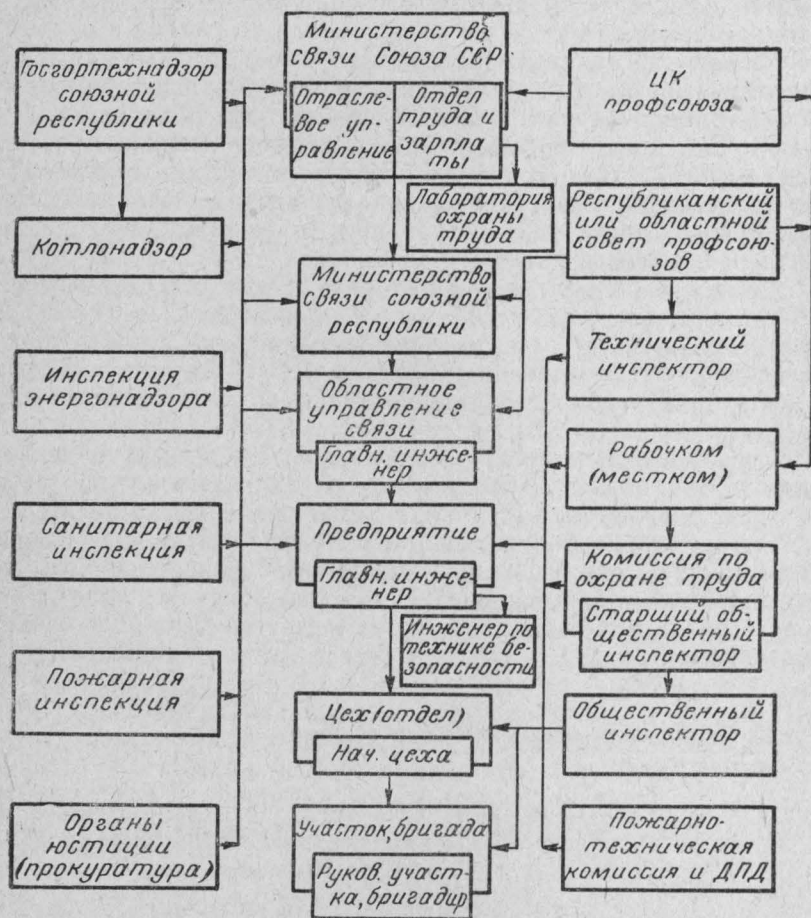 Госгортехнадзор
союзной
республики
Котлонадзор
Инспекция
энергонадзора
Санитарная
инспекция
Пожарная
инспекция
Органы
юстиции
(прокуратура)
Министерство
связи Союза ССР
Отрасле-
вое уп-
равление
Отдел
труда и
зарпла-
ты
Лаборатория
охраны
труда
Министерство
связи союзной
республики
Областное
управление
связи
Главн. инже-
нер
Предприятие
Главн. инже-
нер
Инженер по
технике бе-
зопасности
Цех (отдел)
Нач. цеха
Участок, бригада
Руков. участ-
ка, бригадир
ЦК
профсоюза
Республиканский
или областной
совет профсою-
зов
Технический
инспектор
Рабочком
(местком)
Комиссия по
охране труда
Старший об-
щественный
инспектор
Общественный
инспектор
Пожарно-
техническая
комиссия и ДПД